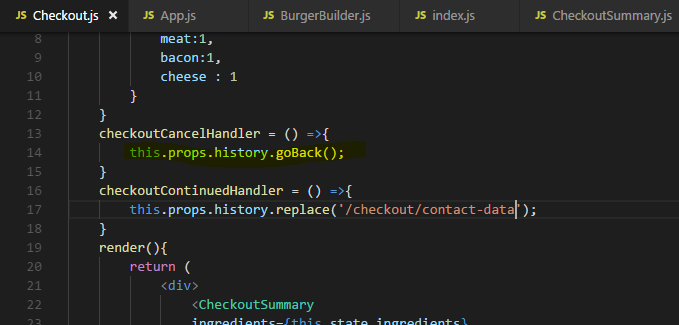 JS Checkout.js × JS App.js JS BurgerBuilder.js JS index.js JS CheckoutSummary.js
8 meat:1,
9 bacon:1,
10 cheese : 1
11 }
12 }
13 checkoutCancelHandler = () =>{
14 this.props.history.goBack();
15 }
16 checkoutContinuedHandler = () =>{
17 this.props.history.replace('/checkout/contact-data');
18 }
19 render(){
20 return (
21 <div>
22 <CheckoutSummary
23 ingredients={this.state.ingredients}